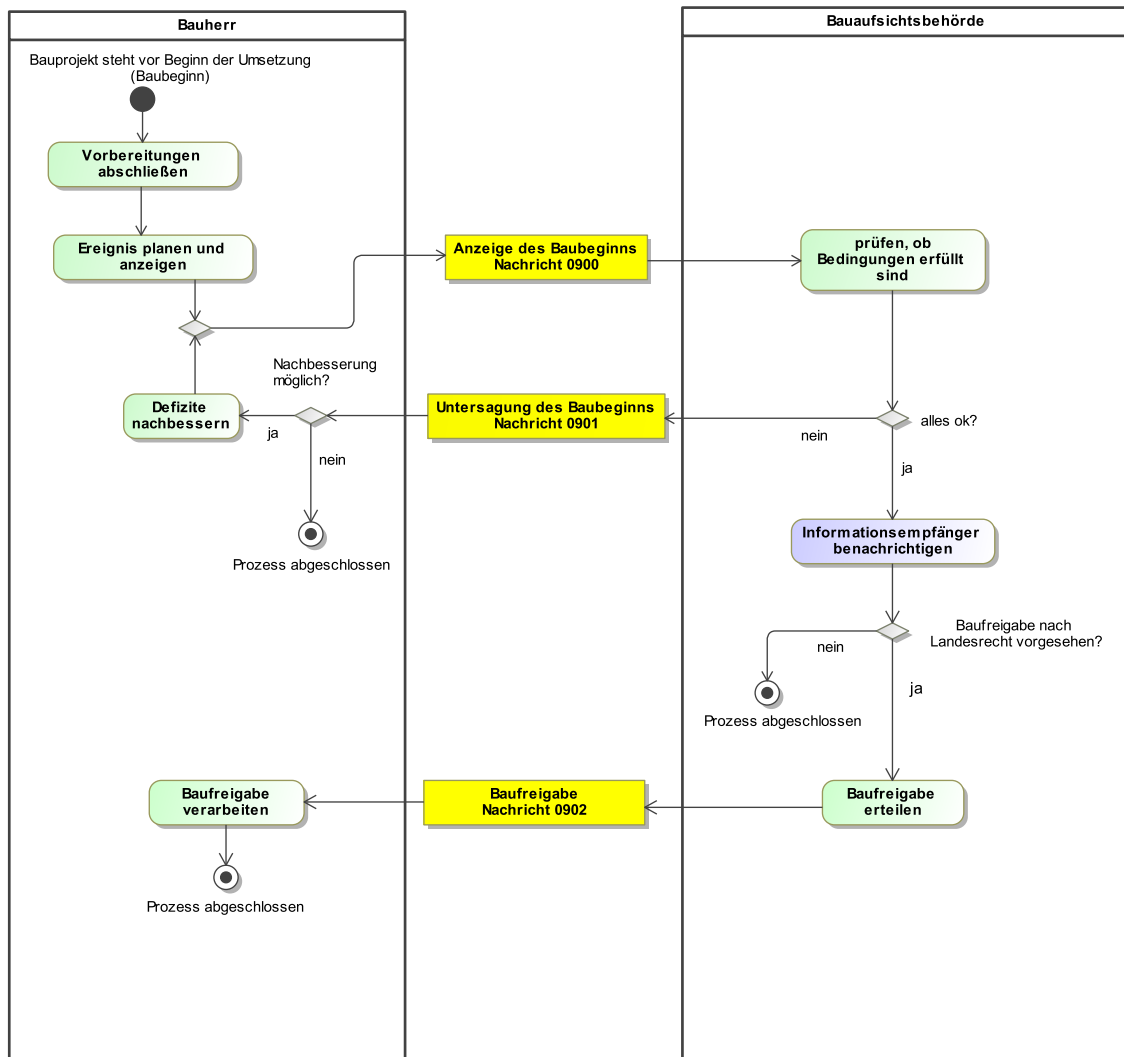 Bauherr
Bauaufsichtsbehörde
Bauprojekt steht vor Beginn der Umsetzung
(Baubeginn)
Vorbereitungen
abschließen
Ereignis planen und
anzeigen
Anzeige des Baubeginns
Nachricht 0900
prüfen, ob
Bedingungen erfüllt
sind
Nachbesserung
möglich?
Defizite
nachbessern
ja
nein
Untersagung des Baubeginns
Nachricht 0901
nein
alles ok?
ja
Prozess abgeschlossen
Informationsempfänger
benachrichtigen
Baufreigabe nach
Landesrecht vorgesehen?
nein
ja
Prozess abgeschlossen
Baufreigabe
verarbeiten
Baufreigabe
Nachricht 0902
Baufreigabe
erteilen
Prozess abgeschlossen